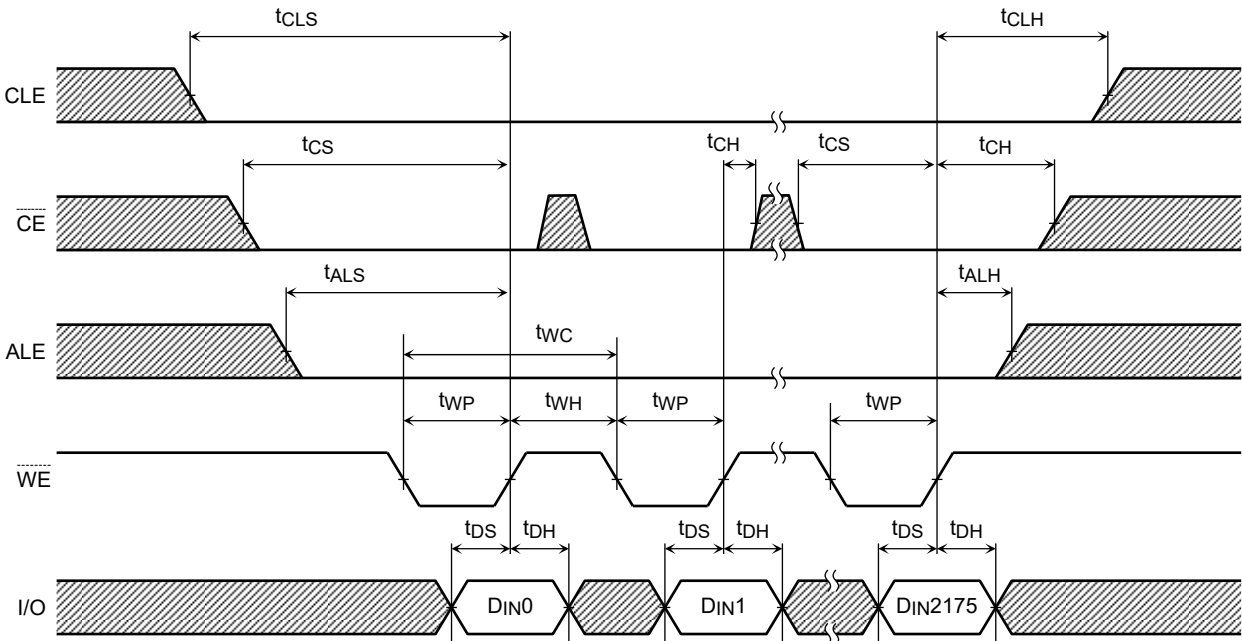 tCLS
tCLH
CLE
tCS
tCH
tCS
tCH
CE
tALS
tALH
ALE
tWC
tWP
tWH
tWP
tWP
WE
tDS
tDH
tDS
tDH
tDS
tDH
I/O
DIN0
DIN1
DIN2175